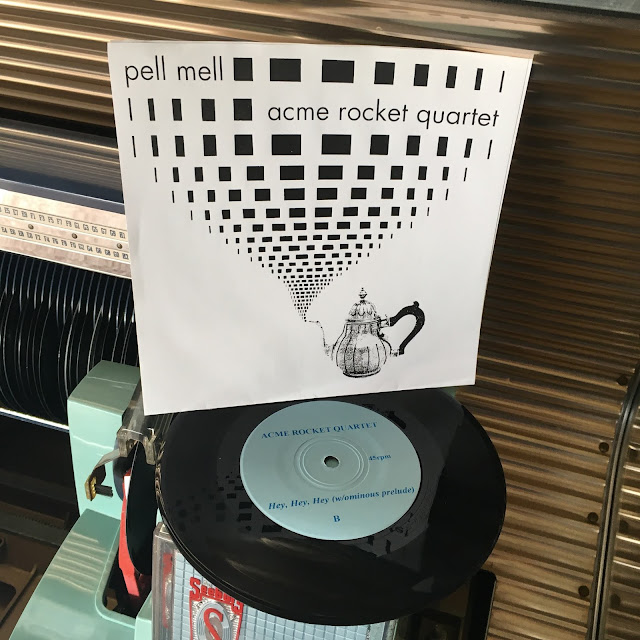 pell mell
acme rocket quartet
ACME ROCKET QUARTET
45rpm
Hey, Hey, Hey (w/ominous prelude)
B